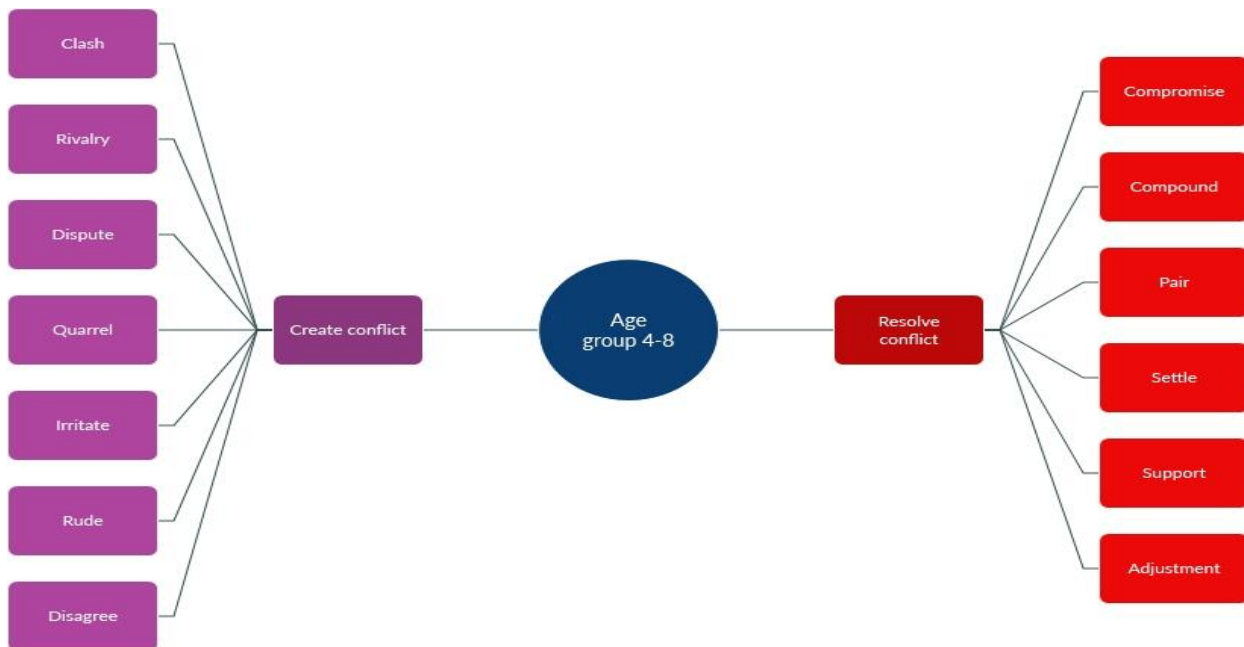 Clash
Rivalry
Dispute
Quarrel
Irritate
Rude
Disagree
Create conflict
Age
group 4-8
Resolve
conflict
Compromise
Compound
Pair
Settle
Support
Adjustment